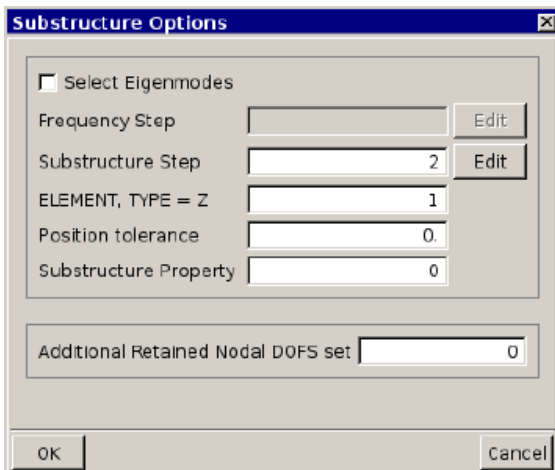 Substructure Options
Select Eigenmodes
Frequency Step Edit
Substructure Step 2 Edit
ELEMENT, TYPE = Z 1
Position tolerance 0.
Substructure Property 0
Additional Retained Nodal DOFS set 0
OK Cancel